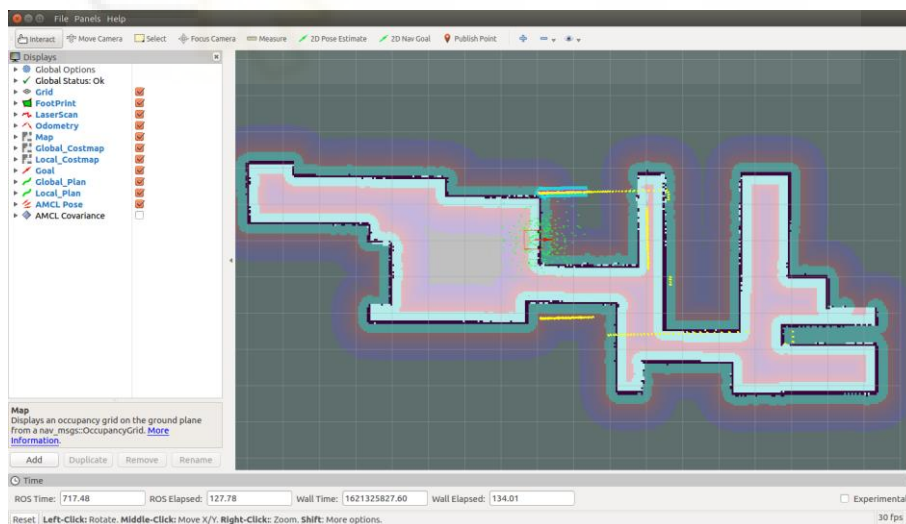 File Panels Help
Interact Move Camera Select Focus Camera Measure 2D Pose Estimate 2D Nav Goal Publish Point
Displays
Global Options
Global Status: Ok
Grid
FootPrint
LaserScan
Odometry
Map
Global_Costmap
Local_Costmap
Goal
Global_Plan
Local_Plan
AMCL Pose
AMCL Covariance
Map
Displays an occupancy grid on the ground plane
from a nav_msgs::OccupancyGrid. More
Information.
Add Duplicate Remove Rename
Time
ROS Time: 717.48 ROS Elapsed: 127.78 Wall Time: 1621325827.60 Wall Elapsed: 134.01 Experimental
Reset Left-Click: Rotate. Middle-Click: Move X/Y. Right-Click:: Zoom. Shift: More options. 30 fps